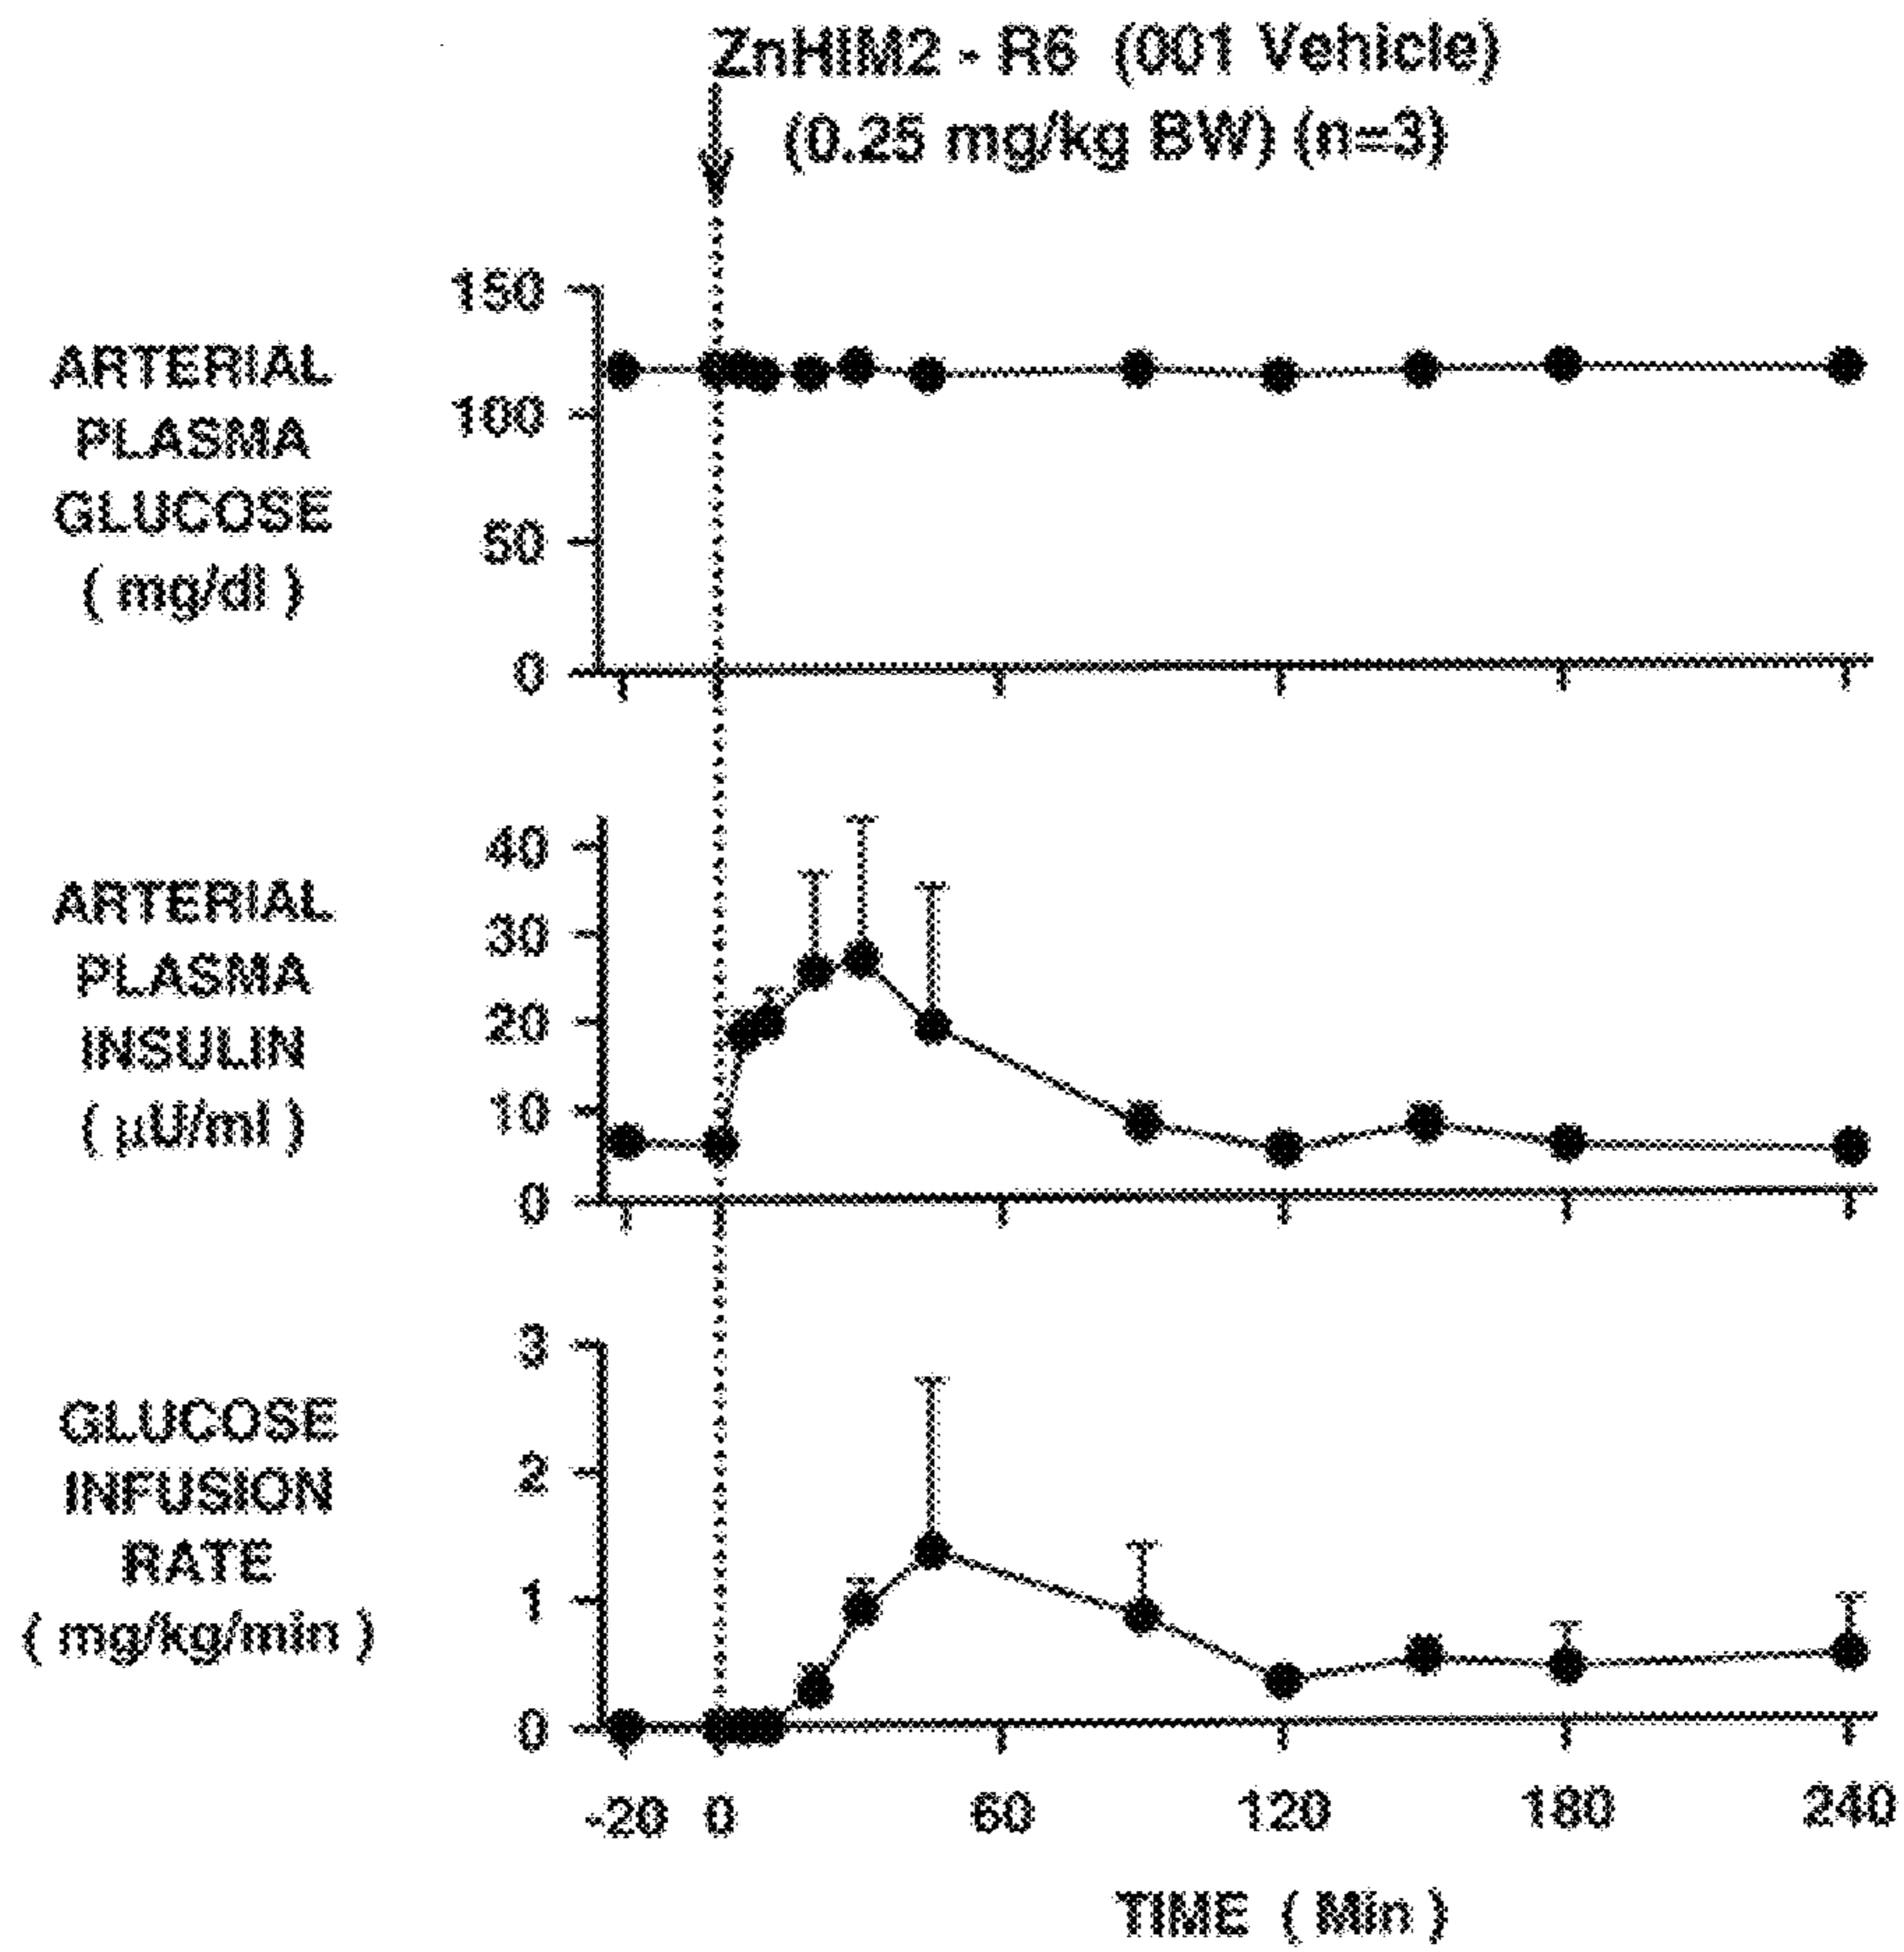 ZnHIM2 - R6 (001 Vehicle)
(0.25 mg/kg BW) (n=3)
ARTERIAL
PLASMA
GLUCOSE
( mg/dl )
150
100
50
0
ARTERIAL
PLASMA
INSULIN
( µU/ml )
40
30
20
10
0
GLUCOSE
INFUSION
RATE
( mg/kg/min )
3
2
1
0
-20 0 60 120 180 240
TIME ( Min )